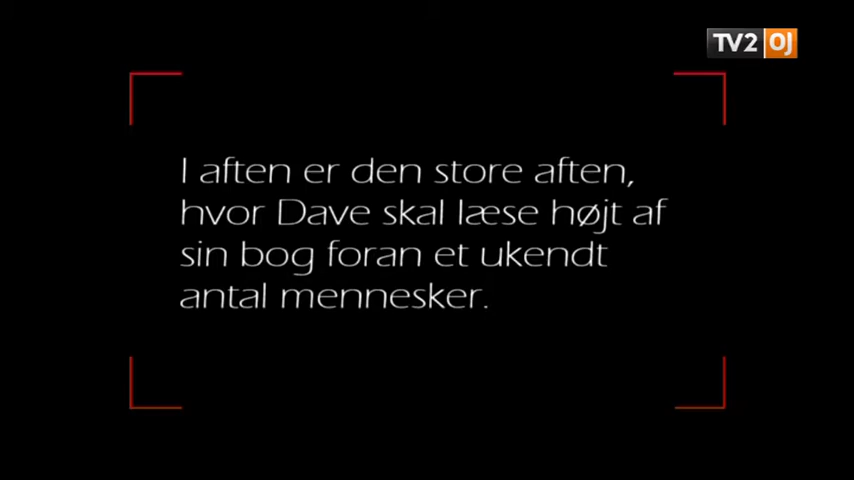 TV2 OJ
I aften er den store aften,
hvor Dave skal læse højt af
sin bog foran et ukendt
antal mennesker.